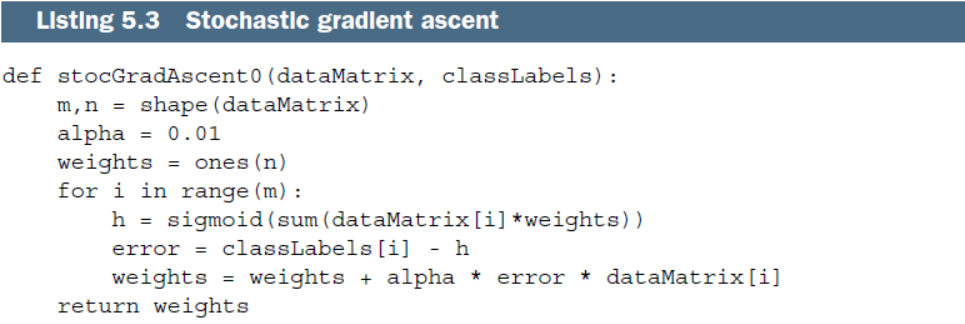 Listing 5.3 Stochastic gradient ascent
def stocGradAscent0(dataMatrix, classLabels):
    m,n = shape(dataMatrix)
    alpha = 0.01
    weights = ones(n)
    for i in range(m):
        h = sigmoid(sum(dataMatrix[i]*weights))
        error = classLabels[i] - h
        weights = weights + alpha * error * dataMatrix[i]
    return weights